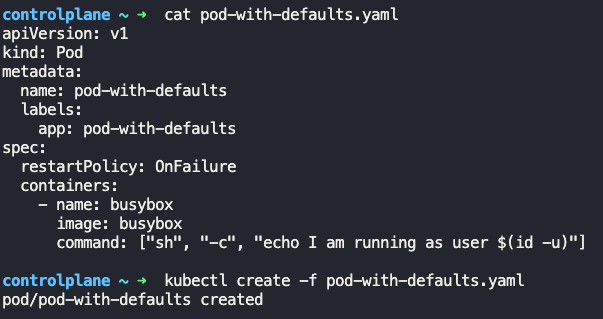 controlplane ~ ➜  cat pod-with-defaults.yaml
apiVersion: v1
kind: Pod
metadata:
  name: pod-with-defaults
  labels:
    app: pod-with-defaults
spec:
  restartPolicy: OnFailure
  containers:
    - name: busybox
      image: busybox
      command: ["sh", "-c", "echo I am running as user $(id -u)"]
controlplane ~ ➜  kubectl create -f pod-with-defaults.yaml
pod/pod-with-defaults created